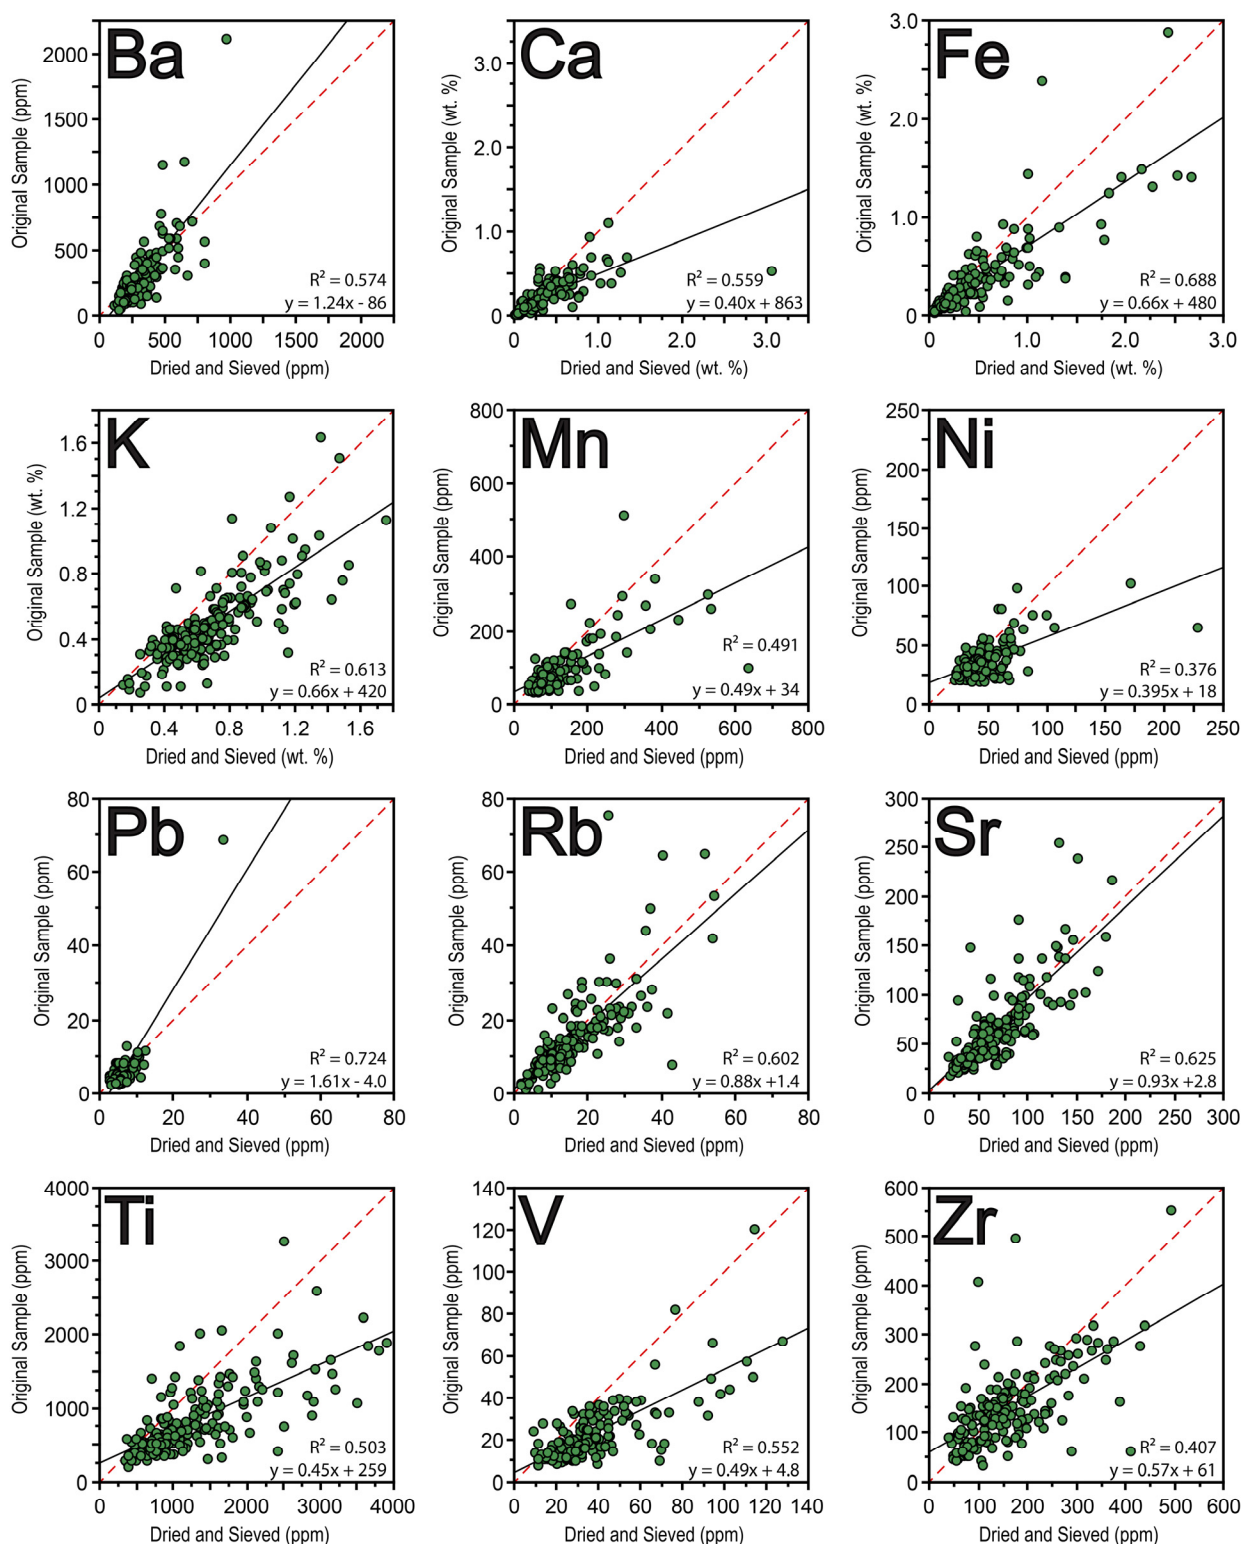 Ba
Original Sample (ppm)
2000
1500
1000
500
0
R² = 0.574
y = 1.24x - 86
0 500 1000 1500 2000
Dried and Sieved (ppm)
Ca
Original Sample (wt. %)
3.0
2.0
1.0
0
R² = 0.559
y = 0.40x + 863
0 1.0 2.0 3.0
Dried and Sieved (wt. %)
Fe
Original Sample (wt. %)
3.0
2.0
1.0
0
R² = 0.688
y = 0.66x + 480
0 1.0 2.0 3.0
Dried and Sieved (wt. %)
K
Original Sample (wt. %)
1.6
1.2
0.8
0.4
0
R² = 0.613
y = 0.66x + 420
0.4 0.8 1.2 1.6
Dried and Sieved (wt. %)
Mn
Original Sample (ppm)
800
600
400
200
0
R² = 0.491
y = 0.49x + 34
0 200 400 600 800
Dried and Sieved (ppm)
Ni
Original Sample (ppm)
250
200
150
100
50
0
R² = 0.376
y = 0.395x + 18
0 25 50 75 100 150 200 250
Dried and Sieved (ppm)
Pb
Original Sample (ppm)
80
60
40
20
0
R² = 0.724
y = 1.61x - 4.0
0 20 40 60 80
Dried and Sieved (ppm)
Rb
Original Sample (ppm)
80
60
40
20
0
R² = 0.602
y = 0.88x +1.4
0 20 40 60 80
Dried and Sieved (ppm)
Sr
Original Sample (ppm)
300
250
200
150
100
50
0
R² = 0.625
y = 0.93x +2.8
0 50 100 150 200 250 300
Dried and Sieved (ppm)
Ti
Original Sample (ppm)
4000
3000
2000
1000
0
R² = 0.503
y = 0.45x + 259
0 1000 2000 3000 4000
Dried and Sieved (ppm)
V
Original Sample (ppm)
140
120
100
80
60
40
20
0
R² = 0.552
y = 0.49x + 4.8
0 20 40 60 80 100 120 140
Dried and Sieved (ppm)
Zr
Original Sample (ppm)
600
500
400
300
200
100
0
R² = 0.407
y = 0.57x + 61
0 100 200 300 400 500 600
Dried and Sieved (ppm)